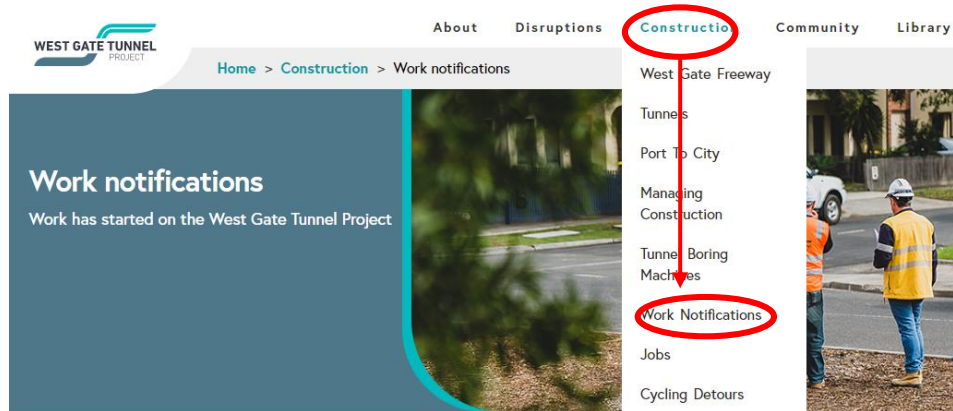 WEST GATE TUNNEL
PROJECT
About Disruptions Construction Community Library
Home > Construction > Work notifications
West Gate Freeway
Tunnels
Port To City
Managing
Construction
Tunnel Boring
Machines
Work Notifications
Jobs
Cycling Detours
Work notifications
Work has started on the West Gate Tunnel Project